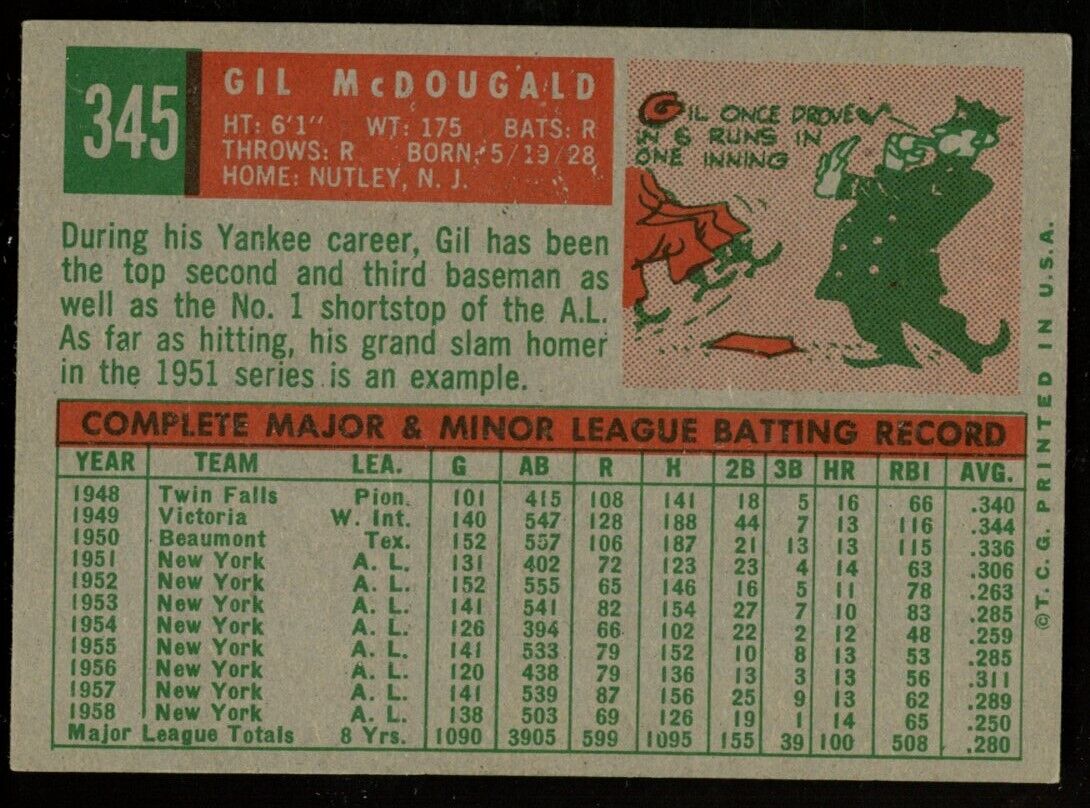 345
GIL McDOUGALD
HT: 6'1" WT: 175 BATS: R
THROWS: R BORN: 5/19/28
HOME: NUTLEY, N. J.
GIL ONCE DROVE
IN 6 RUNS IN
ONE INNING
During his Yankee career, Gil has been
the top second and third baseman as
well as the No. 1 shortstop of the A.L.
As far as hitting, his grand slam homer
in the 1951 series is an example.
COMPLETE MAJOR & MINOR LEAGUE BATTING RECORD
YEAR TEAM LEA. G AB R H 2B 3B HR RBI AVG.
1948 Twin Falls Pion. 101 415 108 141 18 5 16 66 .340
1949 Victoria W. Int. 140 547 128 188 44 7 13 116 .344
1950 Beaumont Tex. 152 557 106 187 21 13 13 115 .336
1951 New York A. L. 131 402 72 123 23 4 14 63 .306
1952 New York A. L. 152 555 65 146 16 5 11 78 .263
1953 New York A. L. 141 541 82 154 27 7 10 83 .285
1954 New York A. L. 126 394 66 102 22 2 12 48 .259
1955 New York A. L. 141 533 79 152 10 8 13 53 .285
1956 New York A. L. 120 438 79 136 13 3 13 56 .311
1957 New York A. L. 141 539 87 156 25 9 13 62 .289
1958 New York A. L. 138 503 69 126 19 1 14 65 .250
Major League Totals 8 Yrs. 1090 3905 599 1095 155 39 100 508 .280
©T. C. G. PRINTED IN U.S.A.